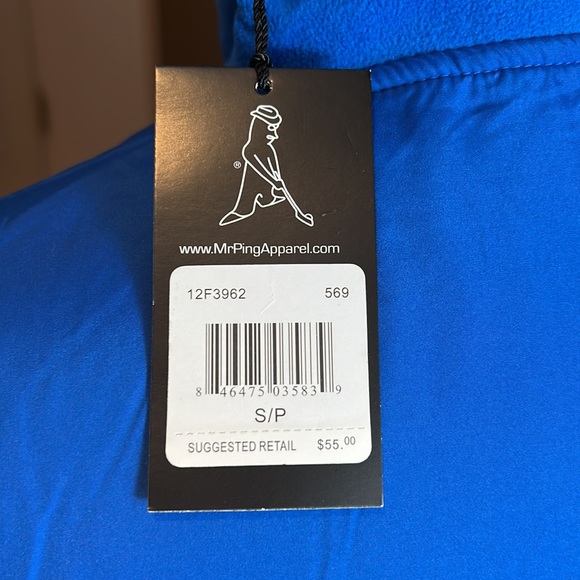 ®
www.MrPingApparel.com
12F3962 569
8 46475 03583 9
S/P
SUGGESTED RETAIL $55.00